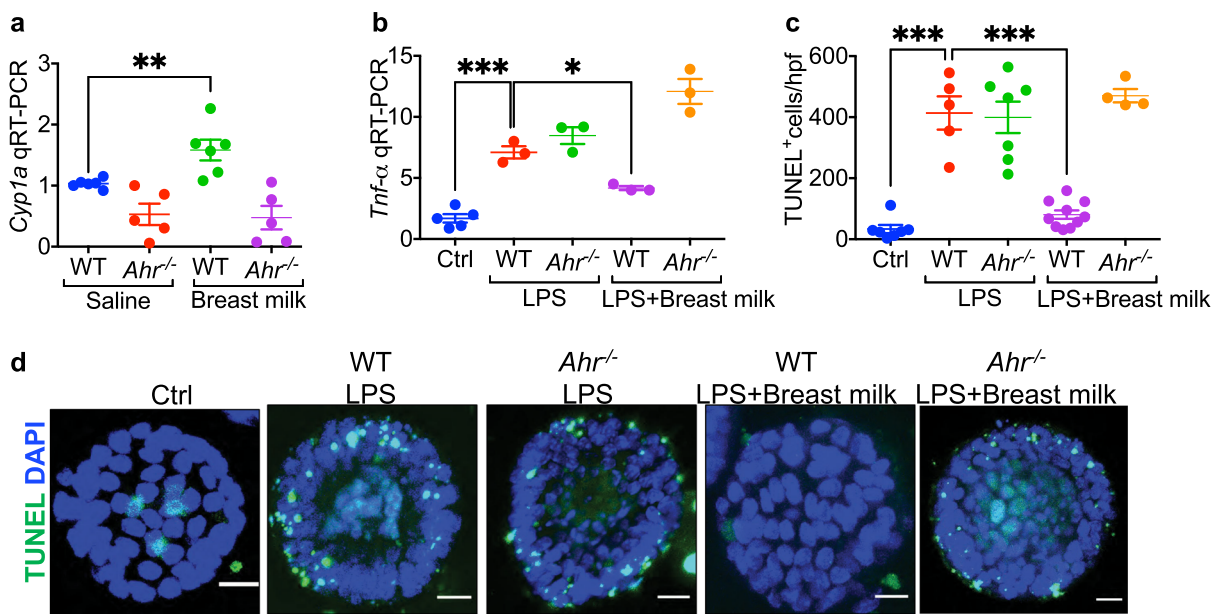 a
Cyp1a qRT-PCR
3
2
1
0
**
WT Ahr-/- WT Ahr-/-
Saline Breast milk
b
Tnf-α qRT-PCR
15
10
5
0
*** *
Ctrl WT Ahr-/- WT Ahr-/-
LPS LPS+Breast milk
c
TUNEL+cells/hpf
600
400
200
0
*** ***
Ctrl WT Ahr-/- WT Ahr-/-
LPS LPS+Breast milk
d
TUNEL DAPI
Ctrl
WT
LPS
Ahr-/-
LPS
WT
LPS+Breast milk
Ahr-/-
LPS+Breast milk